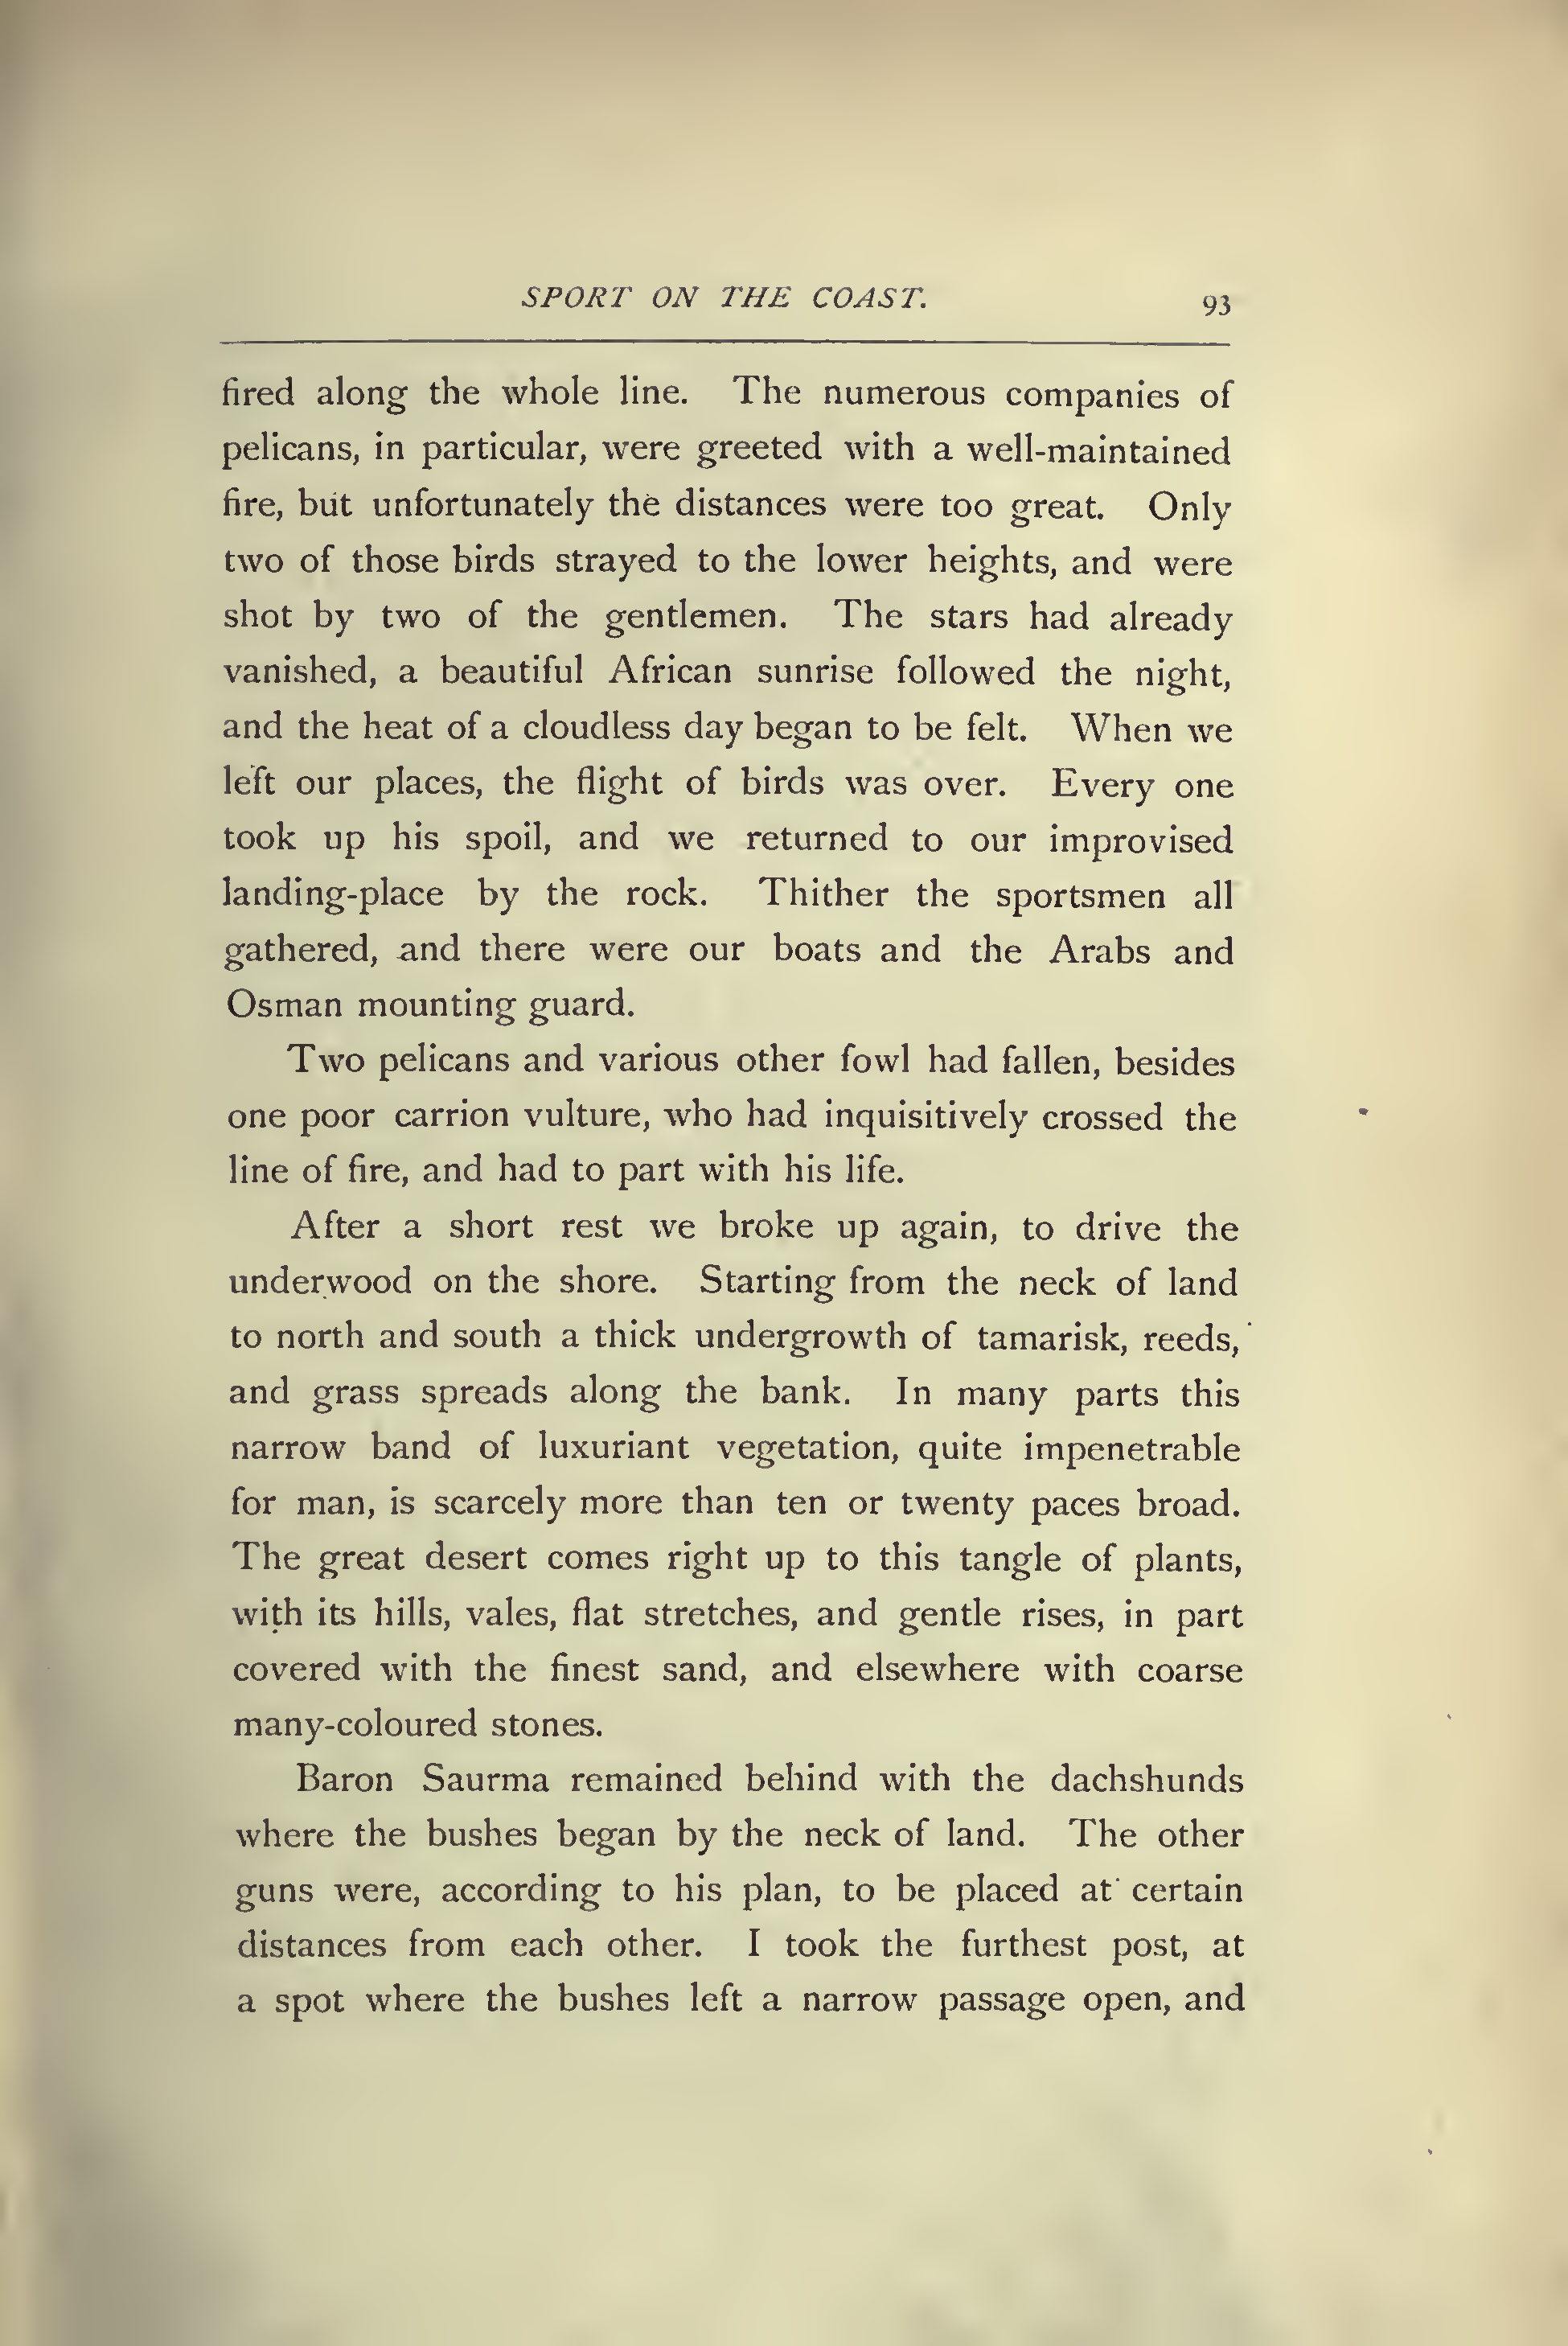 SPORT ON THE COAST. 93
fired along the whole line. The numerous companies of
pelicans, in particular, were greeted with a well-maintained
fire, but unfortunately the distances were too great. Only
two of those birds strayed to the lower heights, and were
shot by two of the gentlemen. The stars had already
vanished, a beautiful African sunrise followed the night,
and the heat of a cloudless day began to be felt. When we
left our places, the flight of birds was over. Every one
took up his spoil, and we returned to our improvised
landing-place by the rock. Thither the sportsmen all
gathered, and there were our boats and the Arabs and
Osman mounting guard.
Two pelicans and various other fowl had fallen, besides
one poor carrion vulture, who had inquisitively crossed the
line of fire, and had to part with his life.
After a short rest we broke up again, to drive the
underwood on the shore. Starting from the neck of land
to north and south a thick undergrowth of tamarisk, reeds,
and grass spreads along the bank. In many parts this
narrow band of luxuriant vegetation, quite impenetrable
for man, is scarcely more than ten or twenty paces broad.
The great desert comes right up to this tangle of plants,
with its hills, vales, flat stretches, and gentle rises, in part
covered with the finest sand, and elsewhere with coarse
many-coloured stones.
Baron Saurma remained behind with the dachshunds
where the bushes began by the neck of land. The other
guns were, according to his plan, to be placed at certain
distances from each other. I took the furthest post, at
a spot where the bushes left a narrow passage open, and